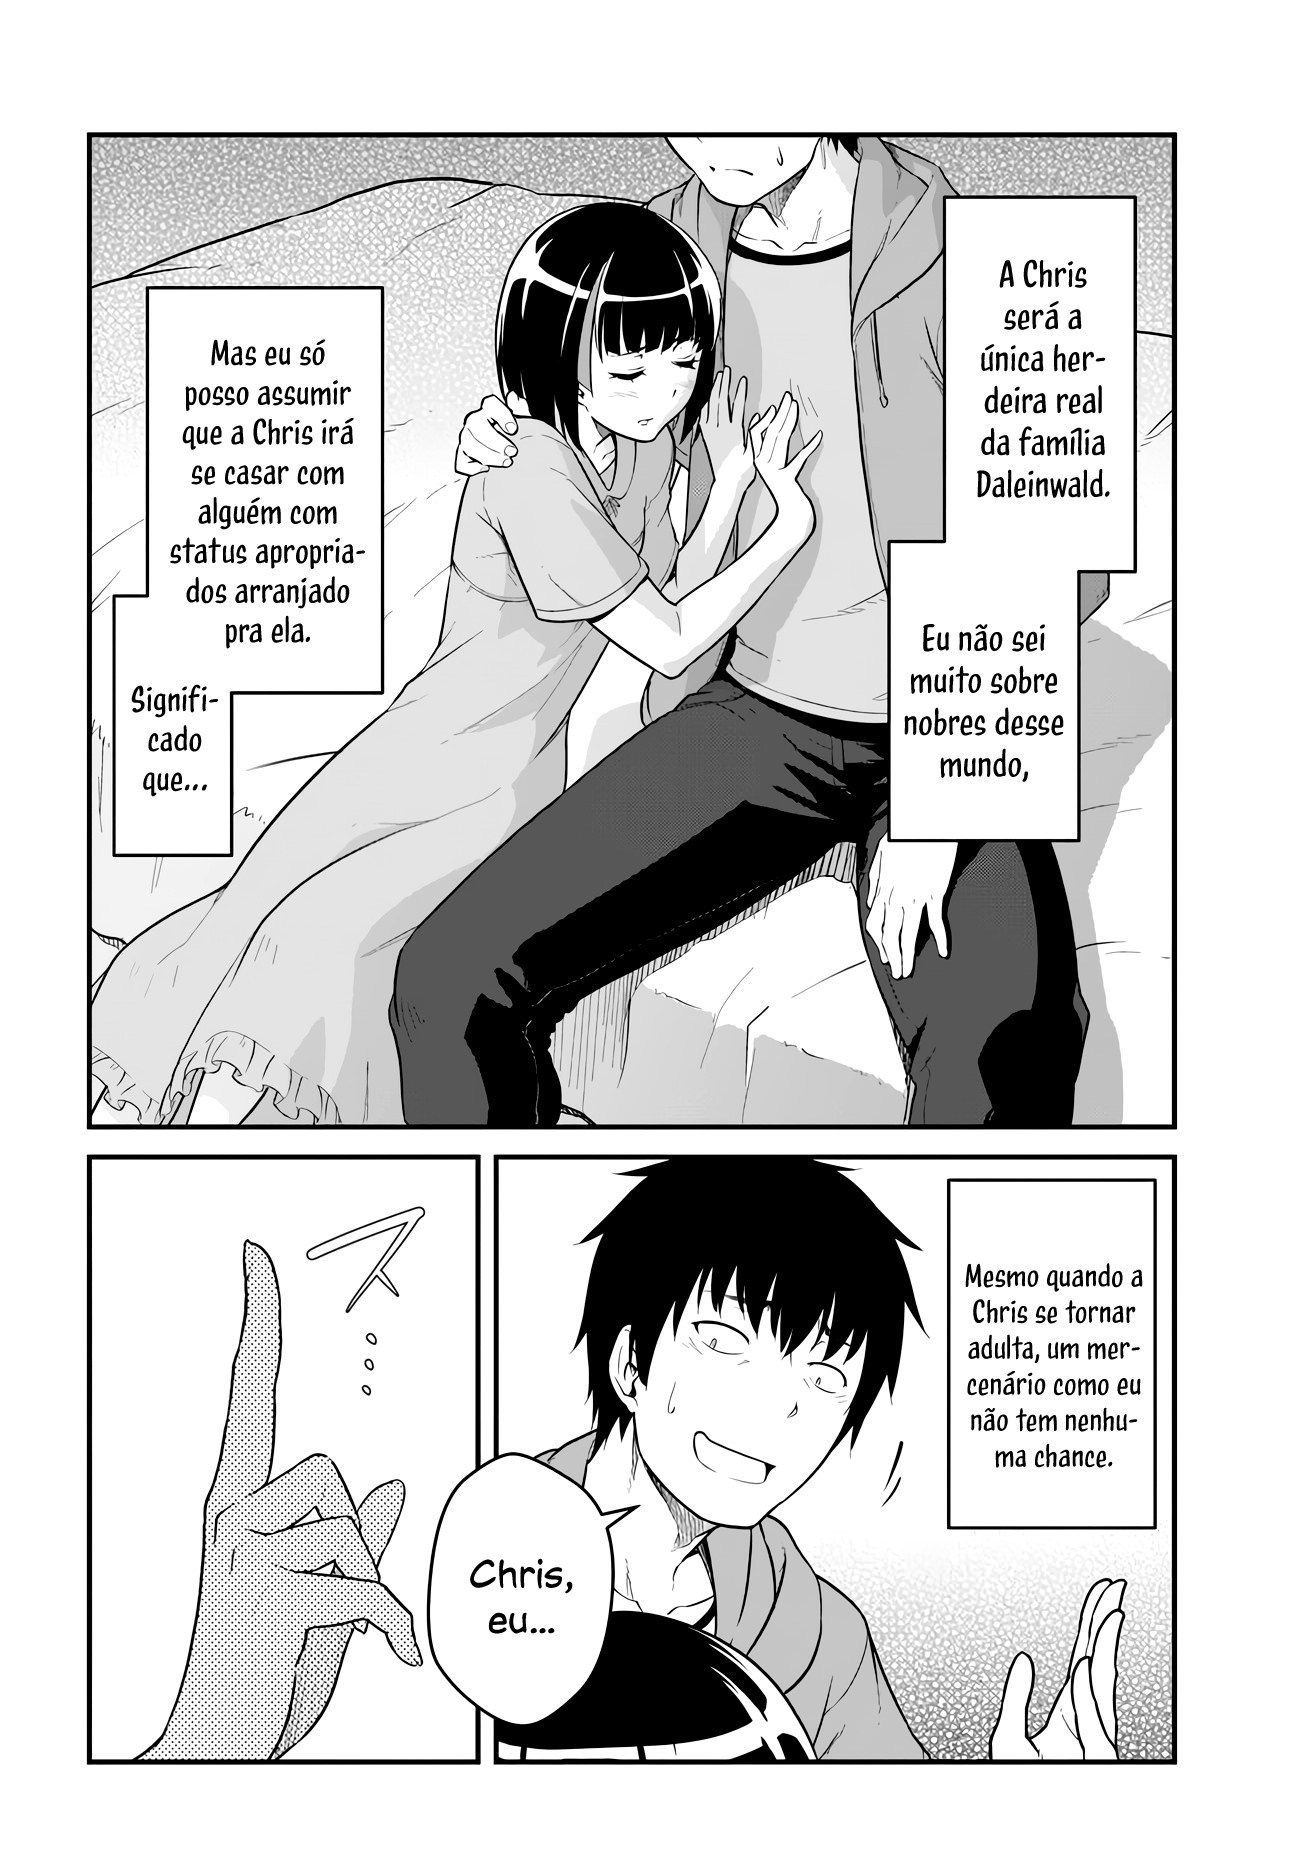 A Chris
será a
única her-
deira real
da família
Daleinwald.
Eu não sei
muito sobre
nobres desse
mundo,
Mas eu só
posso assumir
que a Chris irá
se casar com
alguém com
status apropria-
dos arranjado
pra ela.
Signifi-
cado
que...
Mesmo quando a
Chris se tornar
adulta, um mer-
cenário como eu
não tem nenhu-
ma chance.
Chris,
eu...
ス...